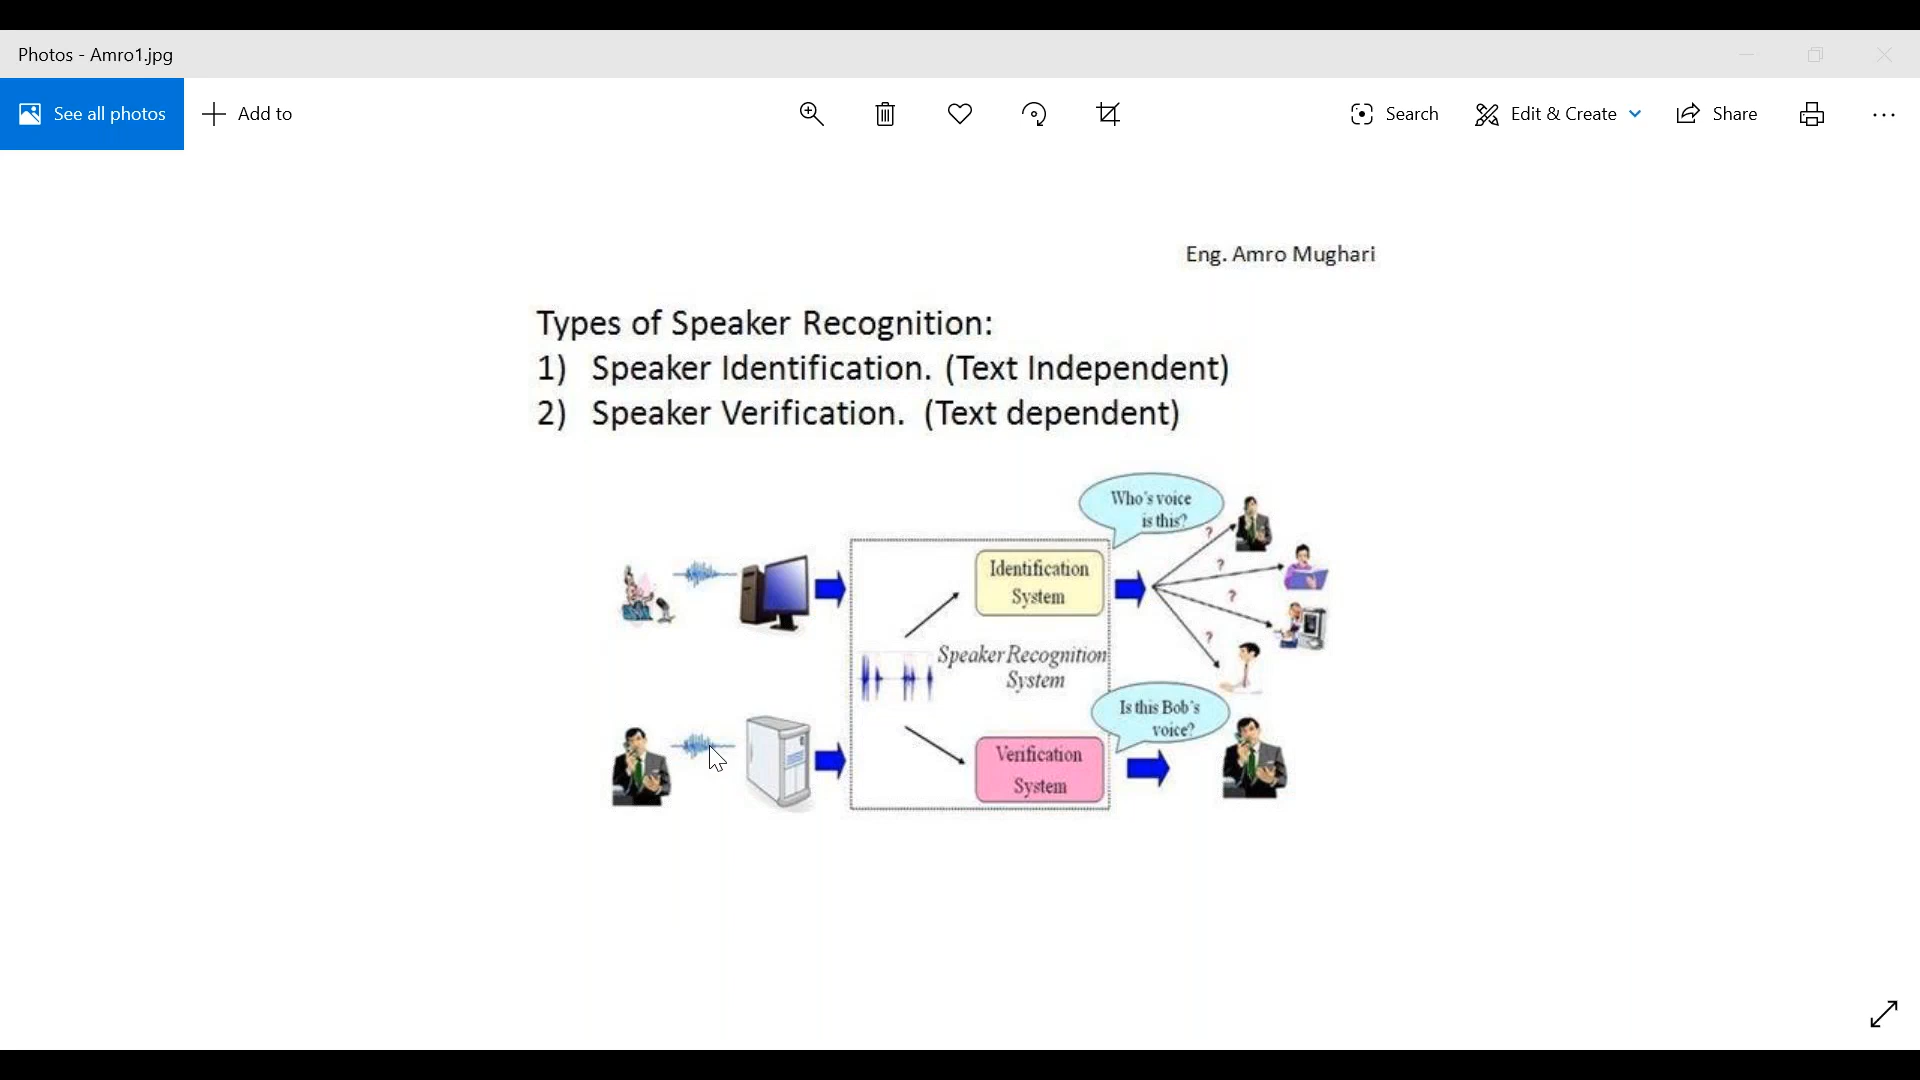 Photos - Amro1.jpg
See all photos
Add to
Search
Edit & Create
Share
Eng. Amro Mughari
Types of Speaker Recognition:
1) Speaker Identification. (Text Independent)
2) Speaker Verification. (Text dependent)
Who's voice
is this?
?
?
?
?
Identification
System
Speaker Recognition
System
Is this Bob's
voice?
Verification
System